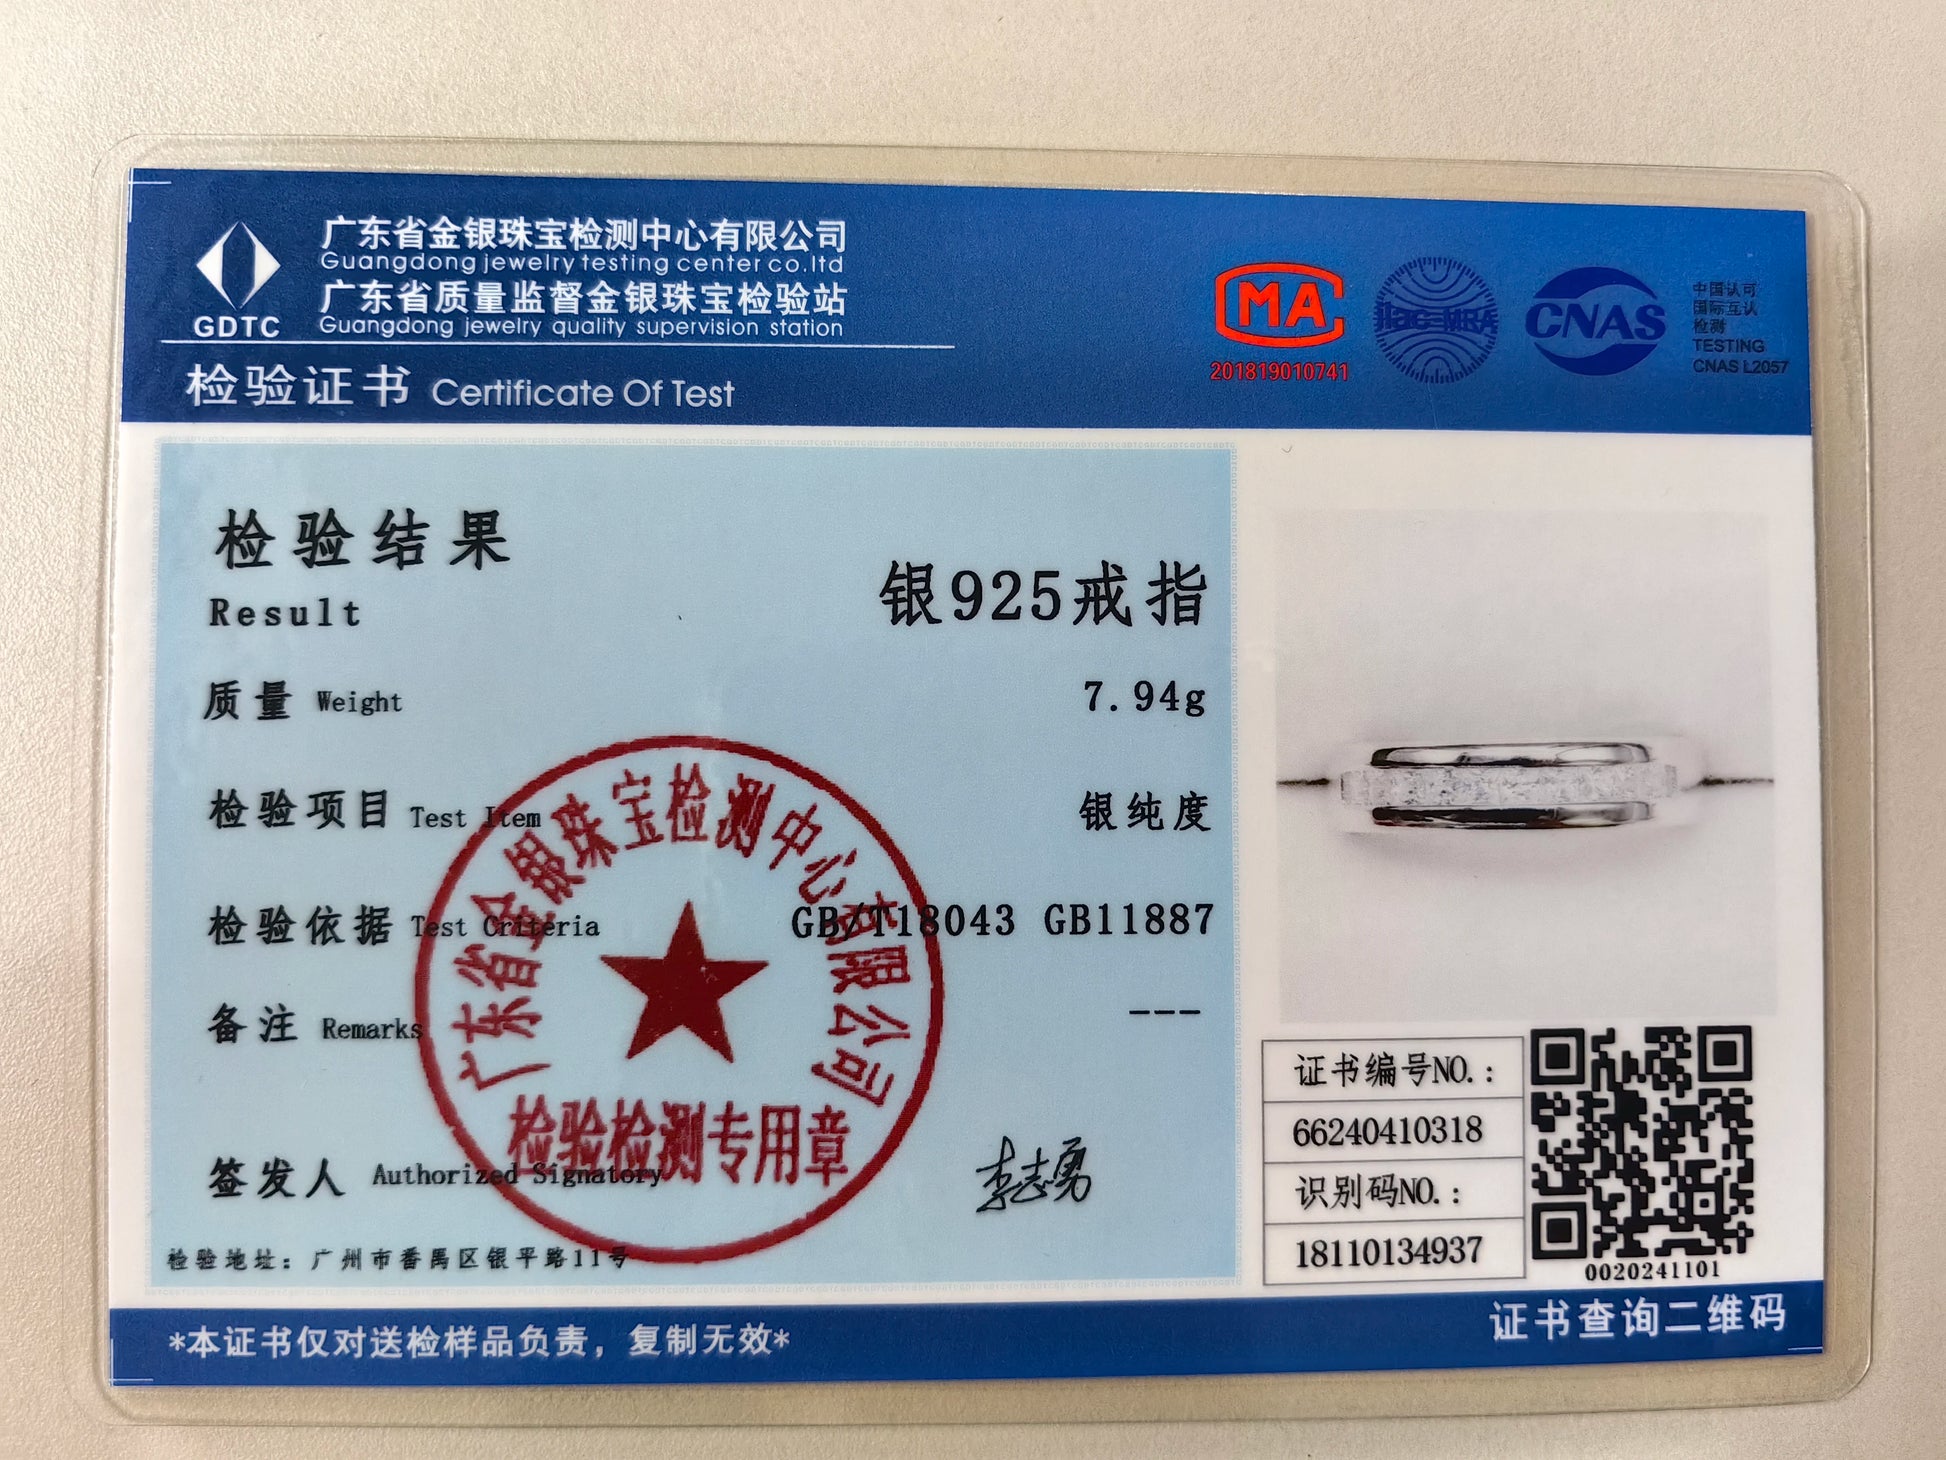 广东省金银珠宝检测中心有限公司
Guangdong jewelry testing center co.ltd
广东省质量监督金银珠宝检验站
Guangdong jewelry quality supervision station
GDTC
检验证书 Certificate Of Test
MA
201819010741
ilac-MRA
CNAS
中国认可
国际互认
检测
TESTING
CNAS L2057
检验结果
Result
银925戒指
质量 Weight 7.94g
检验项目 Test Item 银纯度
检验依据 Test Criteria GB/T18043 GB11887
备注 Remarks ---
签发人 Authorized Signatory 李志勇
广东省金银珠宝检测中心有限公司
检验检测专用章
检验地址：广州市番禺区银平路11号
证书编号NO.:
66240410318
识别码NO.:
18110134937
0020241101
*本证书仅对送检样品负责，复制无效*
证书查询二维码